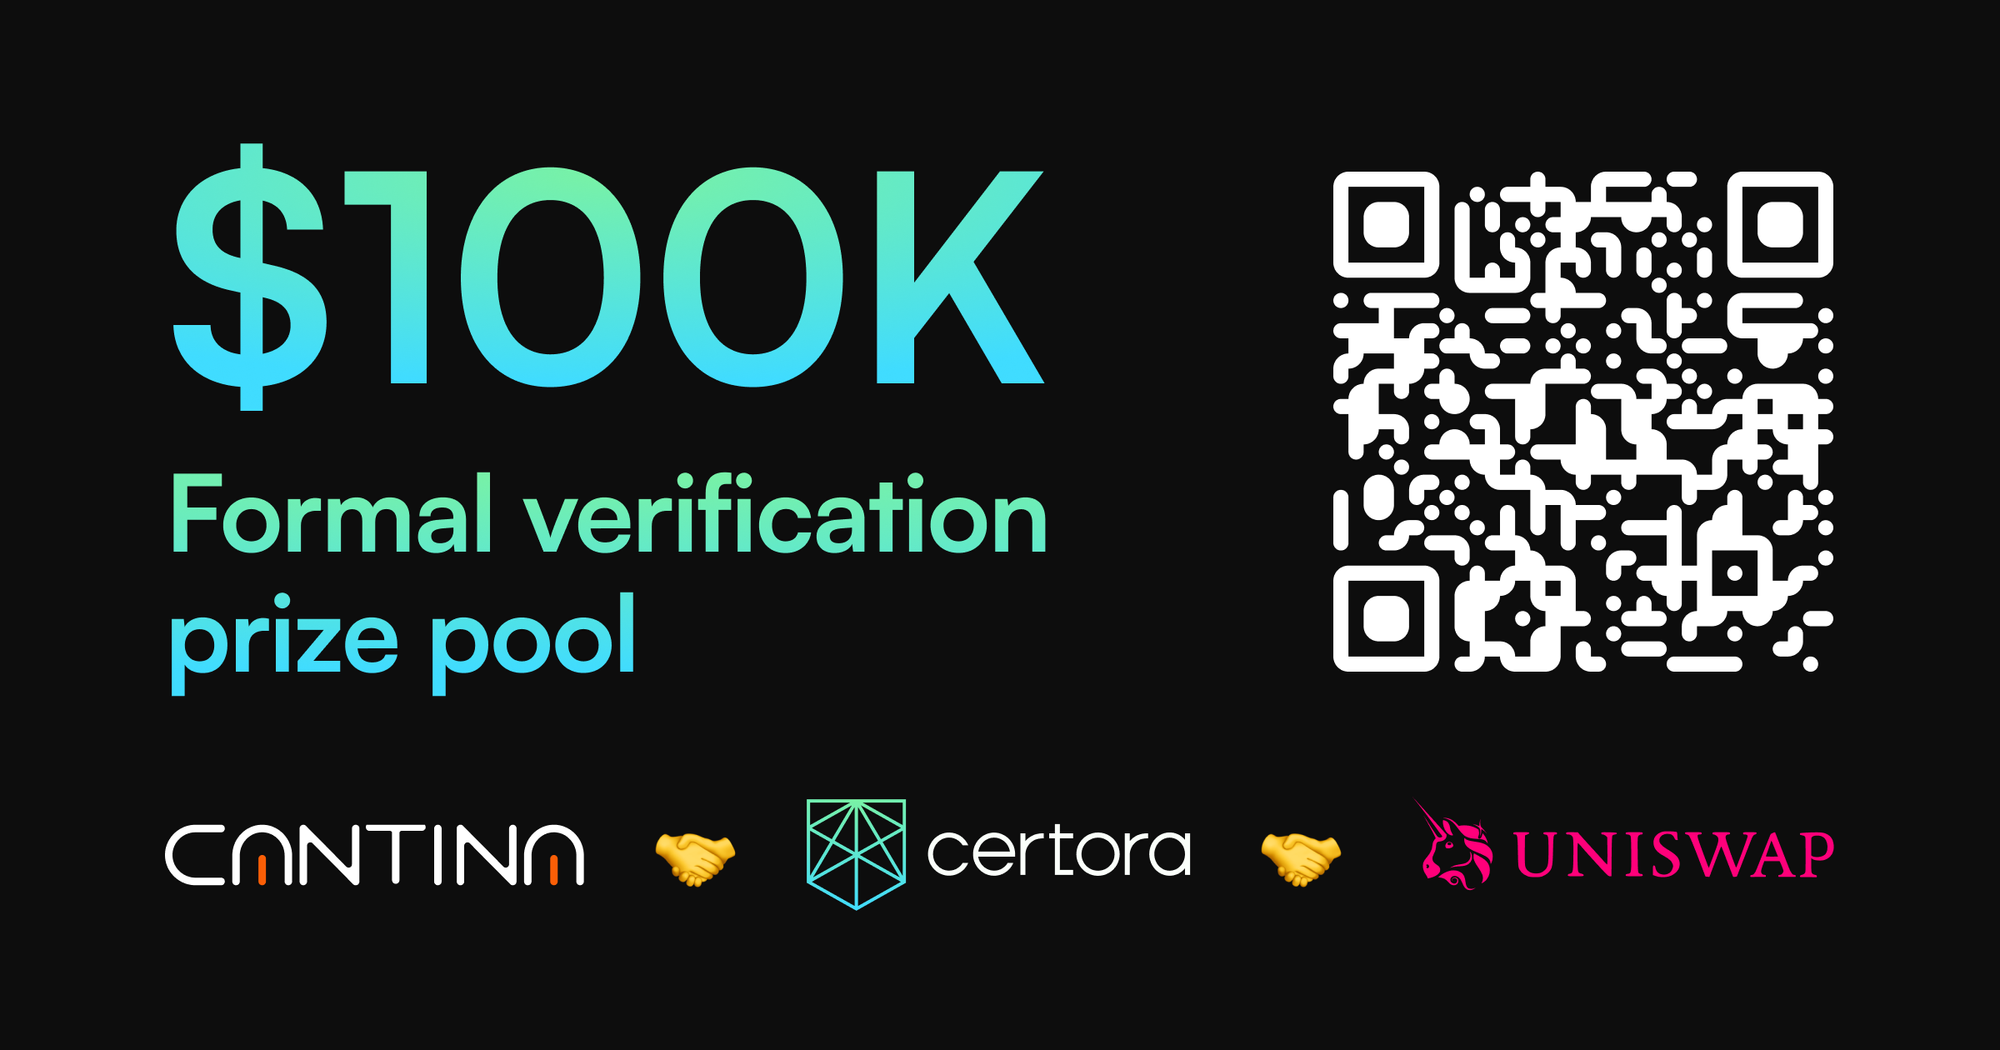 $100K
Formal verification
prize pool
CANTINA
certora
UNISWAP